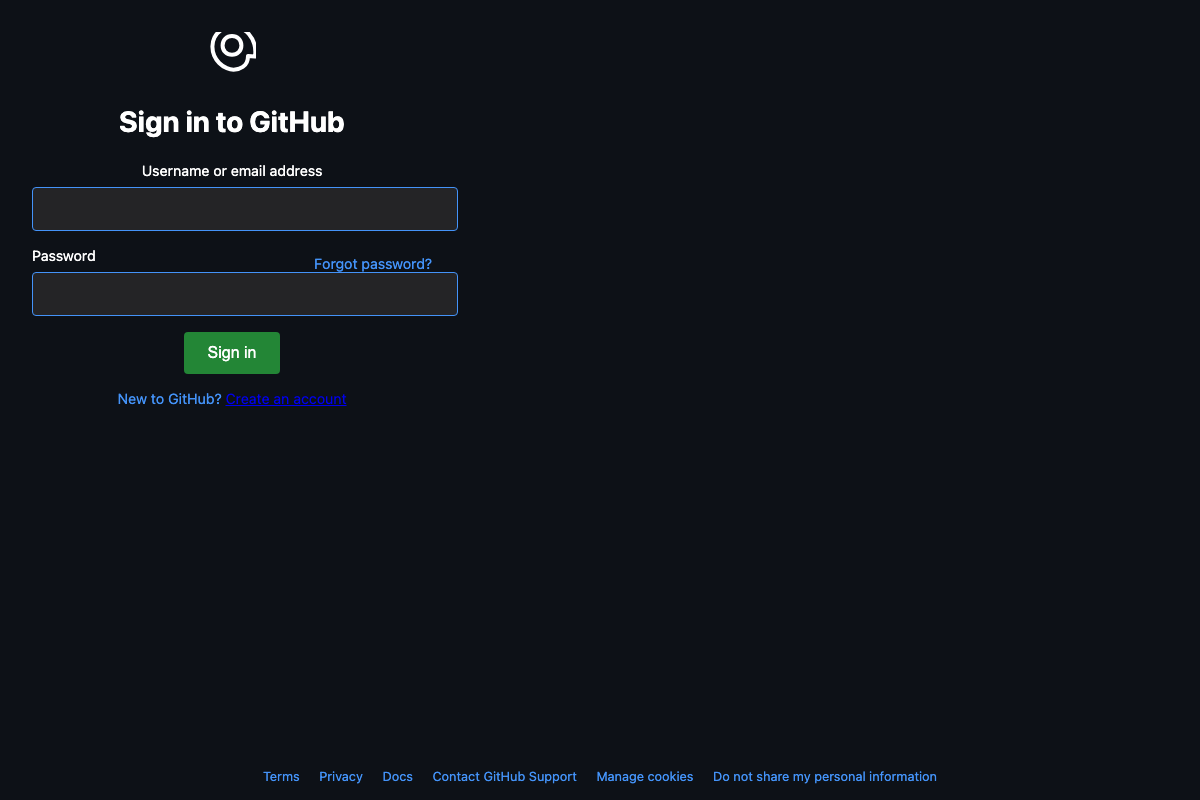 Sign in to GitHub
Username or email address
Password
Forgot password?
Sign in
New to GitHub? Create an account
Terms Privacy Docs Contact GitHub Support Manage cookies Do not share my personal information